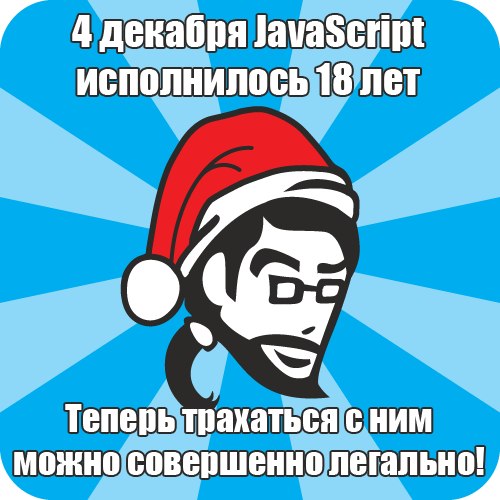 4 декабря JavaScript
исполнилось 18 лет
Теперь трахаться с ним
можно совершенно легально!